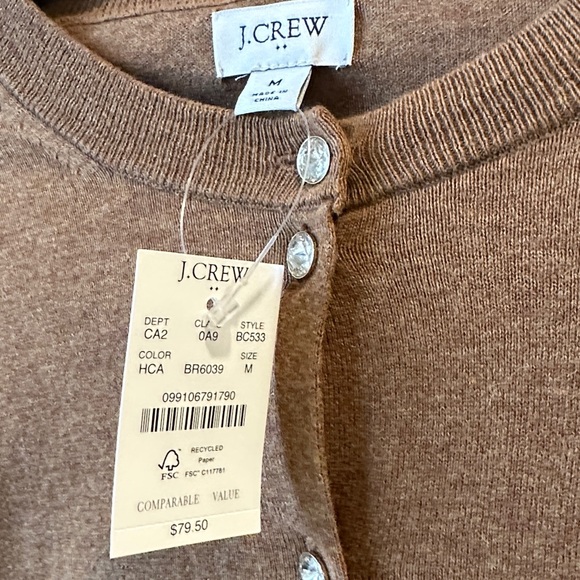 J.CREW
M
MADE IN
CHINA
J.CREW
DEPT CLASS STYLE
CA2 0A9 BC533
COLOR SIZE
HCA BR6039 M
099106791790
RECYCLED
Paper
FSC FSC® C117781
COMPARABLE VALUE
$79.50